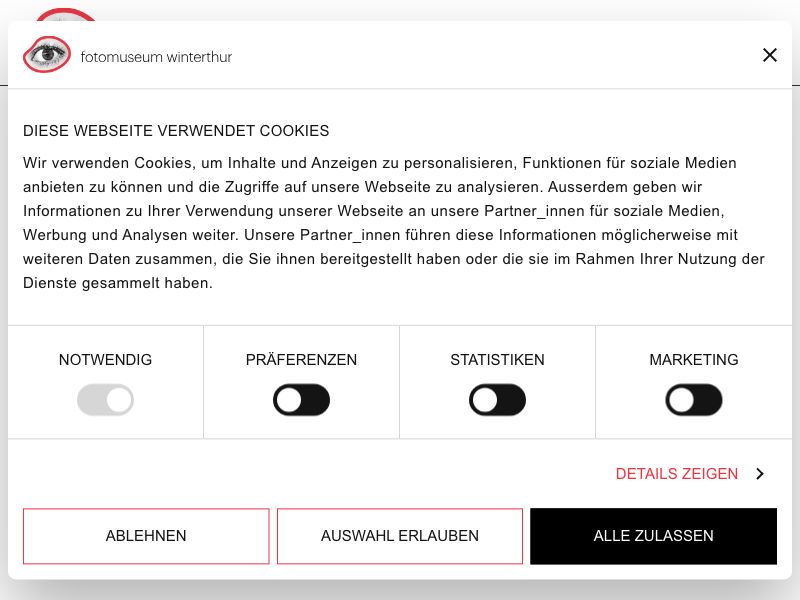 fotomuseum winterthur
DIESE WEBSEITE VERWENDET COOKIES
Wir verwenden Cookies, um Inhalte und Anzeigen zu personalisieren, Funktionen für soziale Medien
anbieten zu können und die Zugriffe auf unsere Webseite zu analysieren. Ausserdem geben wir
Informationen zu Ihrer Verwendung unserer Webseite an unsere Partner_innen für soziale Medien,
Werbung und Analysen weiter. Unsere Partner_innen führen diese Informationen möglicherweise mit
weiteren Daten zusammen, die Sie ihnen bereitgestellt haben oder die sie im Rahmen Ihrer Nutzung der
Dienste gesammelt haben.
NOTWENDIG PRÄFERENZEN STATISTIKEN MARKETING
DETAILS ZEIGEN
ABLEHNEN AUSWAHL ERLAUBEN ALLE ZULASSEN